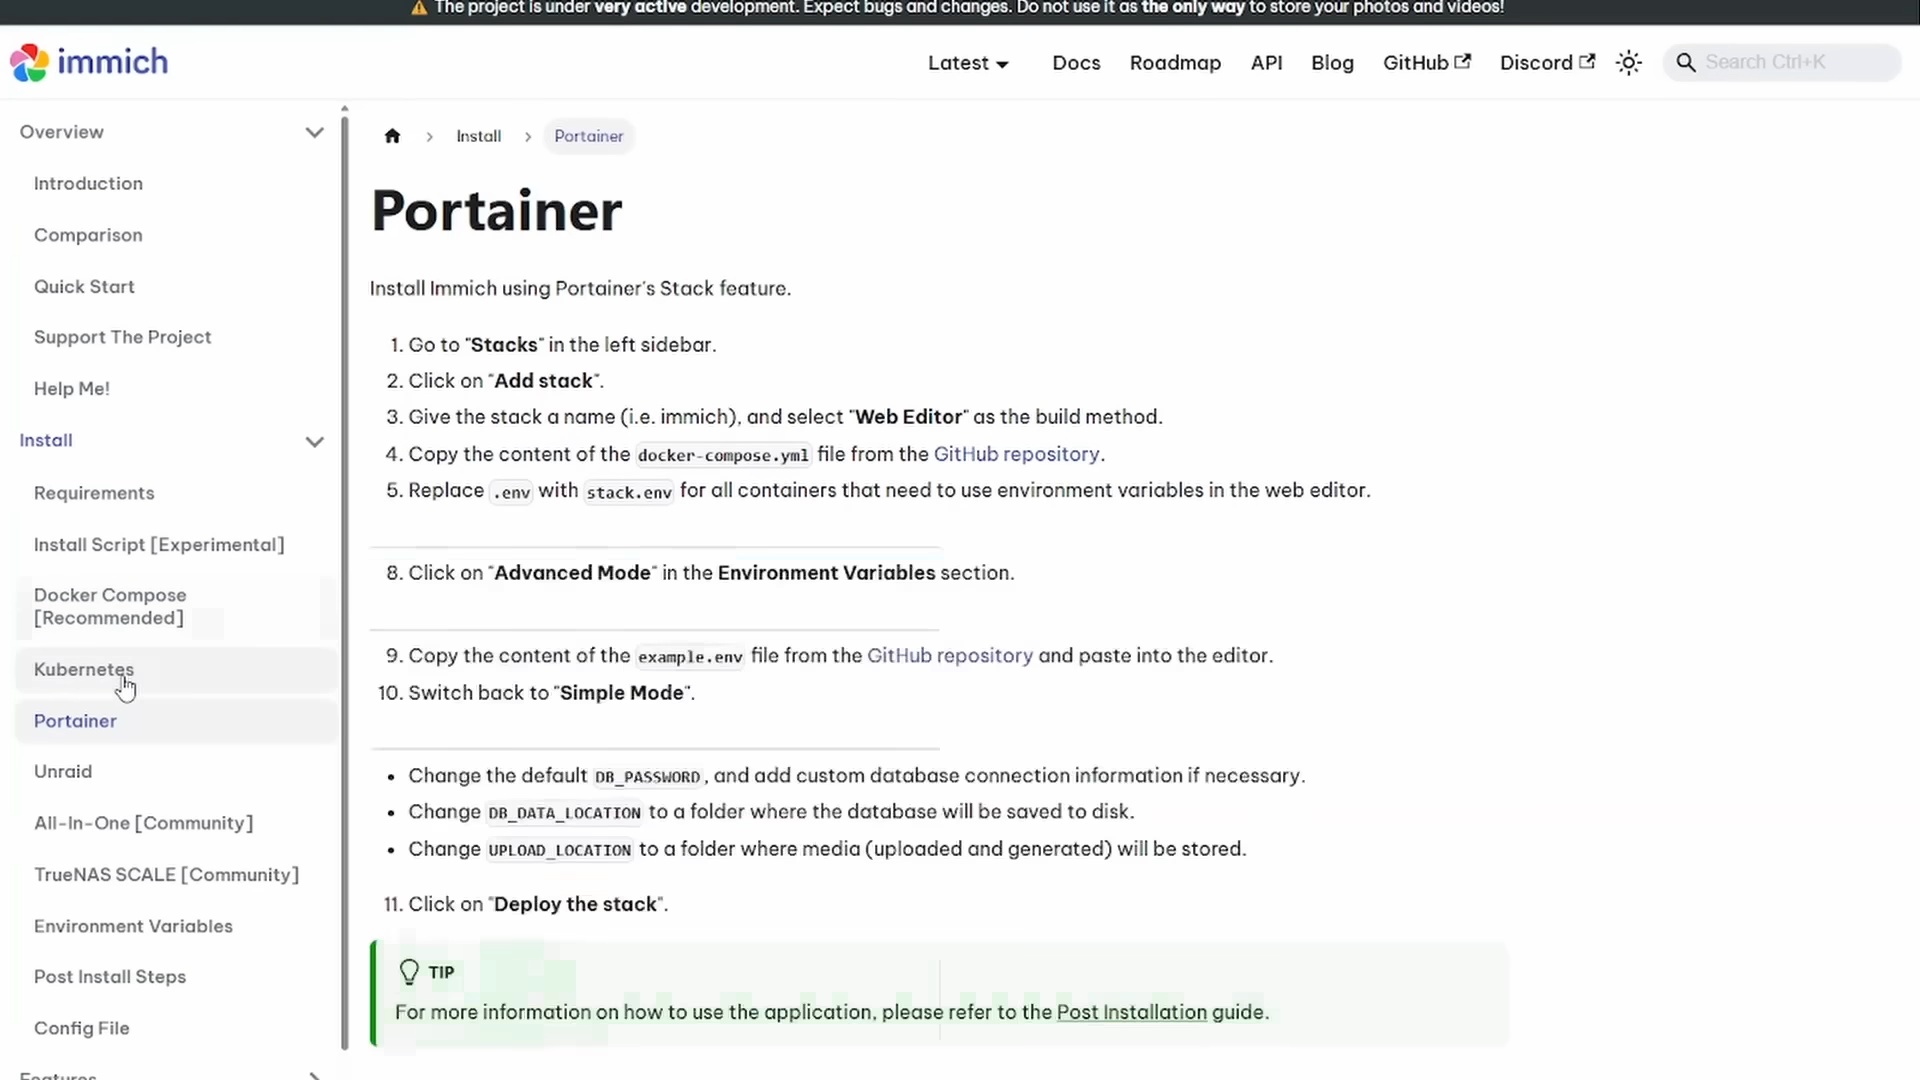 ⚠️ The project is under very active development. Expect bugs and changes. Do not use it as the only way to store your photos and videos!
immich
Latest
Docs
Roadmap
API
Blog
GitHub
Discord
Search Ctrl+K
Overview
Introduction
Comparison
Quick Start
Support The Project
Help Me!
Install
Requirements
Install Script [Experimental]
Docker Compose
[Recommended]
Kubernetes
Portainer
Unraid
All-In-One [Community]
TrueNAS SCALE [Community]
Environment Variables
Post Install Steps
Config File
Features
Install
Portainer
Portainer
Install Immich using Portainer's Stack feature.
1. Go to "Stacks" in the left sidebar.
2. Click on "Add stack".
3. Give the stack a name (i.e. immich), and select "Web Editor" as the build method.
4. Copy the content of the docker-compose.yml file from the GitHub repository.
5. Replace .env with stack.env for all containers that need to use environment variables in the web editor.
8. Click on "Advanced Mode" in the Environment Variables section.
9. Copy the content of the example.env file from the GitHub repository and paste into the editor.
10. Switch back to "Simple Mode".
• Change the default DB_PASSWORD, and add custom database connection information if necessary.
• Change DB_DATA_LOCATION to a folder where the database will be saved to disk.
• Change UPLOAD_LOCATION to a folder where media (uploaded and generated) will be stored.
11. Click on "Deploy the stack".
TIP
For more information on how to use the application, please refer to the Post Installation guide.